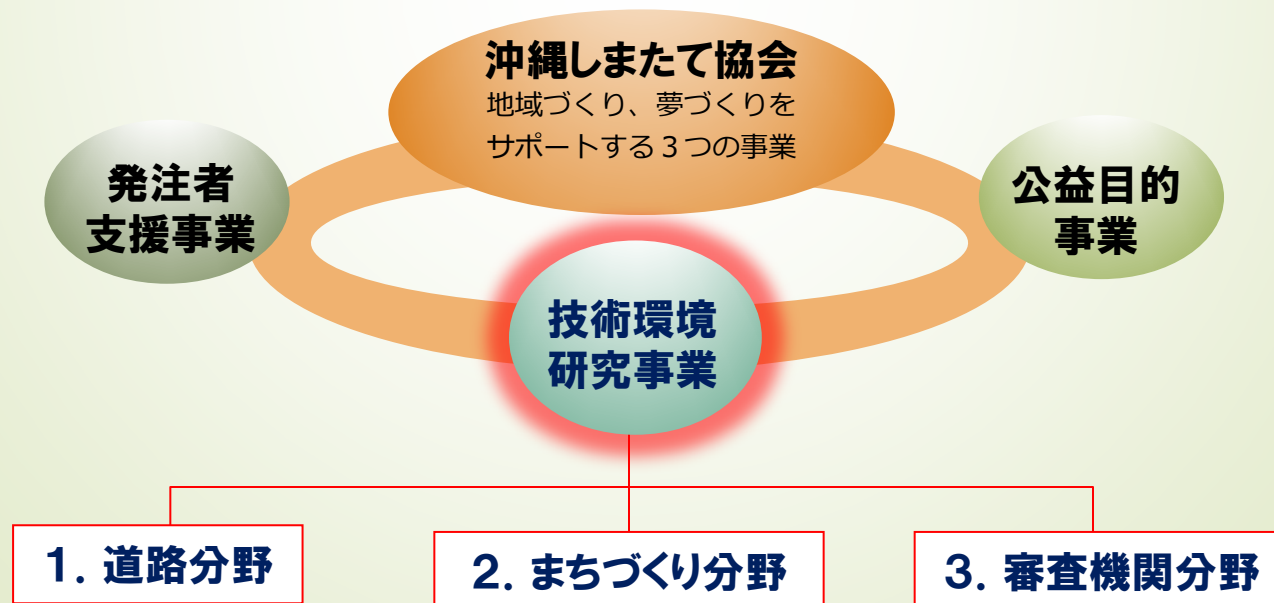 沖縄しまたて協会
地域づくり、夢づくりを
サポートする３つの事業
発注者
支援事業
公益目的
事業
技術環境
研究事業
１．道路分野
２．まちづくり分野
３．審査機関分野